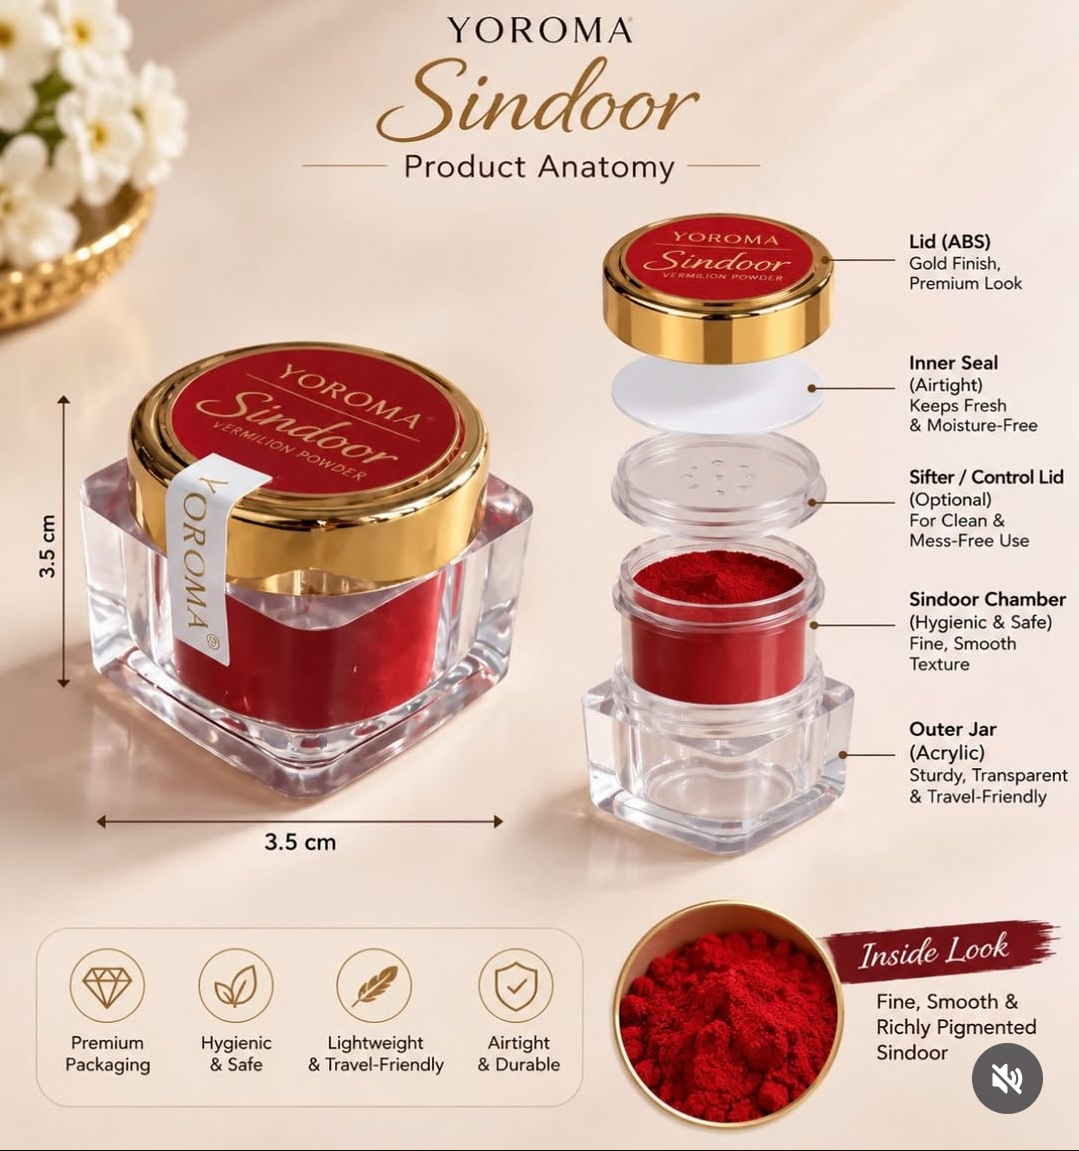 YOROMA
Sindoor
Product Anatomy
YOROMA
Sindoor
VERMILION POWDER
Lid (ABS)
Gold Finish,
Premium Look
Inner Seal
(Airtight)
Keeps Fresh
& Moisture-Free
Sifter / Control Lid
(Optional)
For Clean &
Mess-Free Use
Sindoor Chamber
(Hygienic & Safe)
Fine, Smooth
Texture
Outer Jar
(Acrylic)
Sturdy, Transparent
& Travel-Friendly
YOROMA®
Sindoor
VERMILION POWDER
YOROMA®
3.5 cm
3.5 cm
Premium
Packaging
Hygienic
& Safe
Lightweight
& Travel-Friendly
Airtight
& Durable
Inside Look
Fine, Smooth &
Richly Pigmented
Sindoor